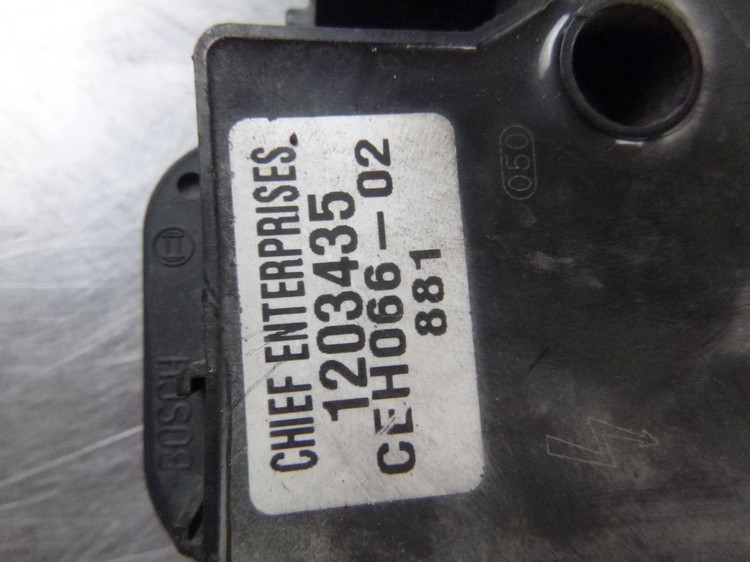 CHIEF ENTERPRISES.
1203435
CEH066-02
881
050
BOSCH